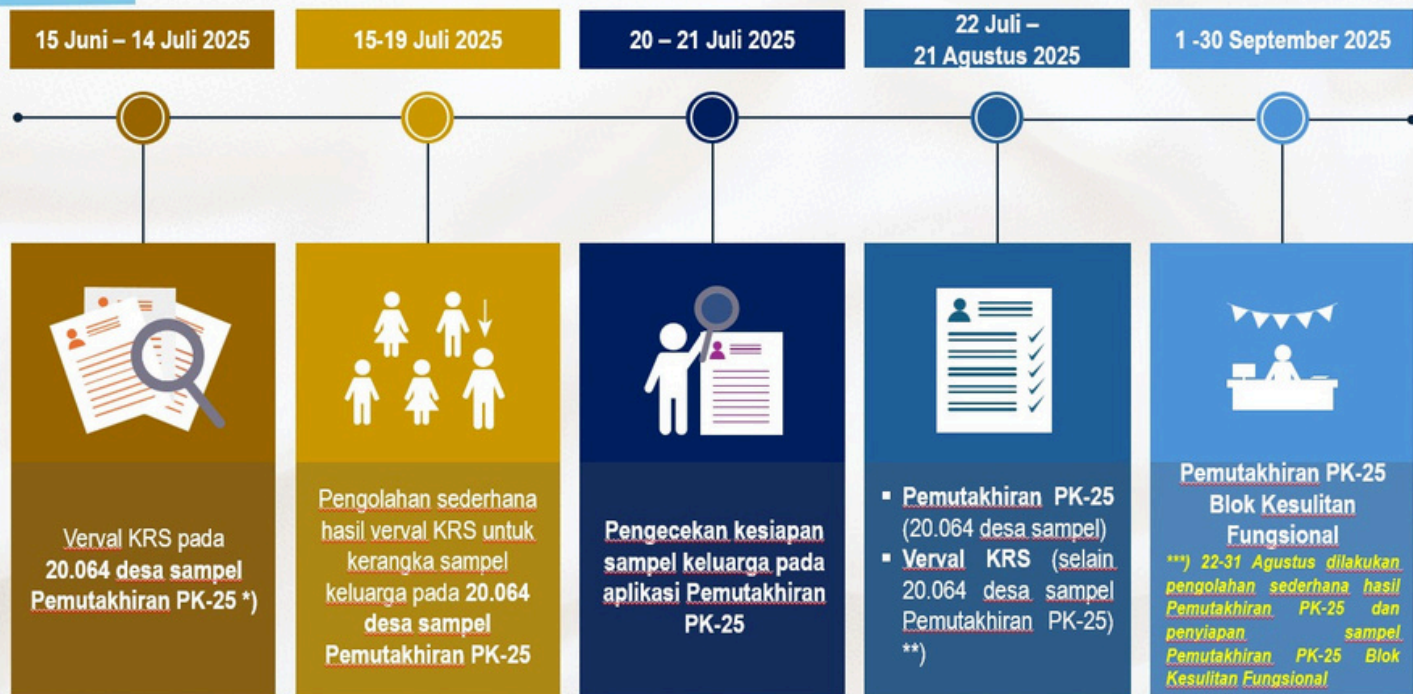 15 Juni – 14 Juli 2025
15-19 Juli 2025
20 – 21 Juli 2025
22 Juli –
21 Agustus 2025
1 -30 September 2025
Verval KRS pada
20.064 desa sampel
Pemutakhiran PK-25 *)
Pengolahan sederhana
hasil verval KRS untuk
kerangka sampel
keluarga pada 20.064
desa sampel
Pemutakhiran PK-25
Pengecekan kesiapan
sampel keluarga pada
aplikasi Pemutakhiran
PK-25
▪ Pemutakhiran PK-25
(20.064 desa sampel)
▪ Verval KRS (selain
20.064 desa sampel
Pemutakhiran PK-25)
**)
Pemutakhiran PK-25
Blok Kesulitan
Fungsional
***) 22-31 Agustus dilakukan
pengolahan sederhana hasil
Pemutakhiran PK-25 dan
penyiapan sampel
Pemutakhiran PK-25 Blok
Kesulitan Fungsional